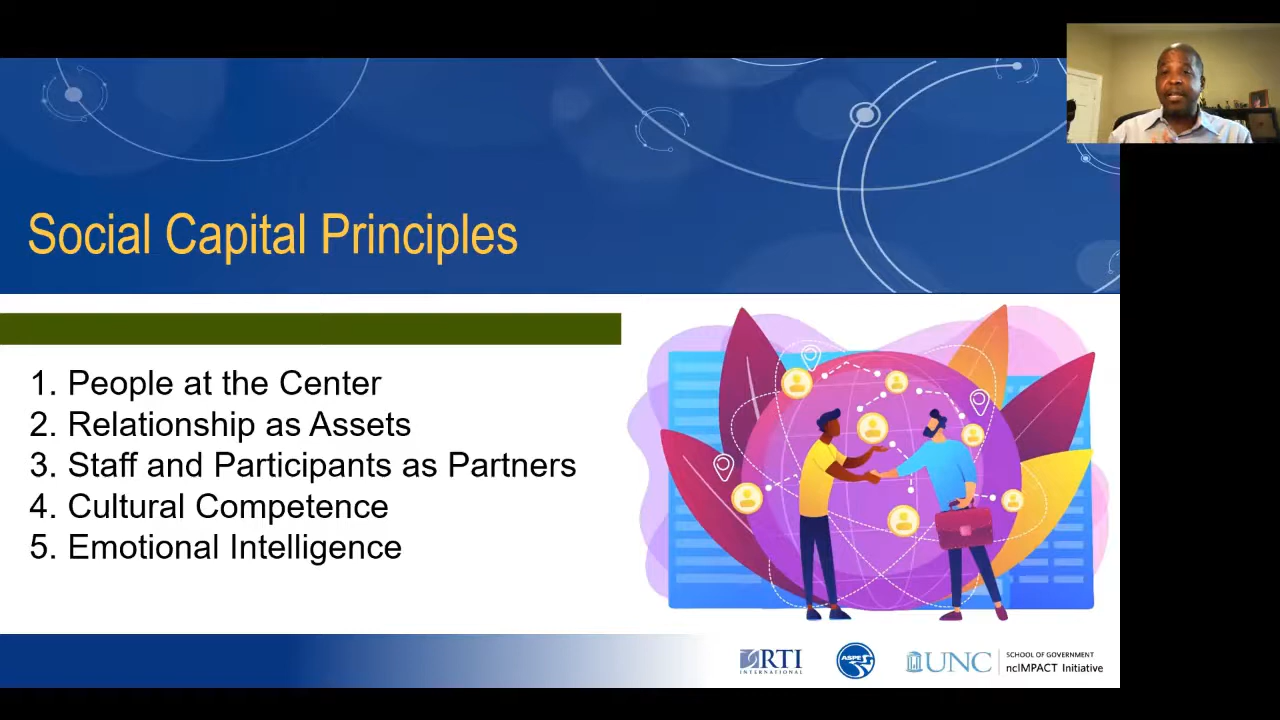 Social Capital Principles
1. People at the Center
2. Relationship as Assets
3. Staff and Participants as Partners
4. Cultural Competence
5. Emotional Intelligence
RTI
INTERNATIONAL
ASPE
UNC
SCHOOL OF GOVERNMENT
ncIMPACT Initiative